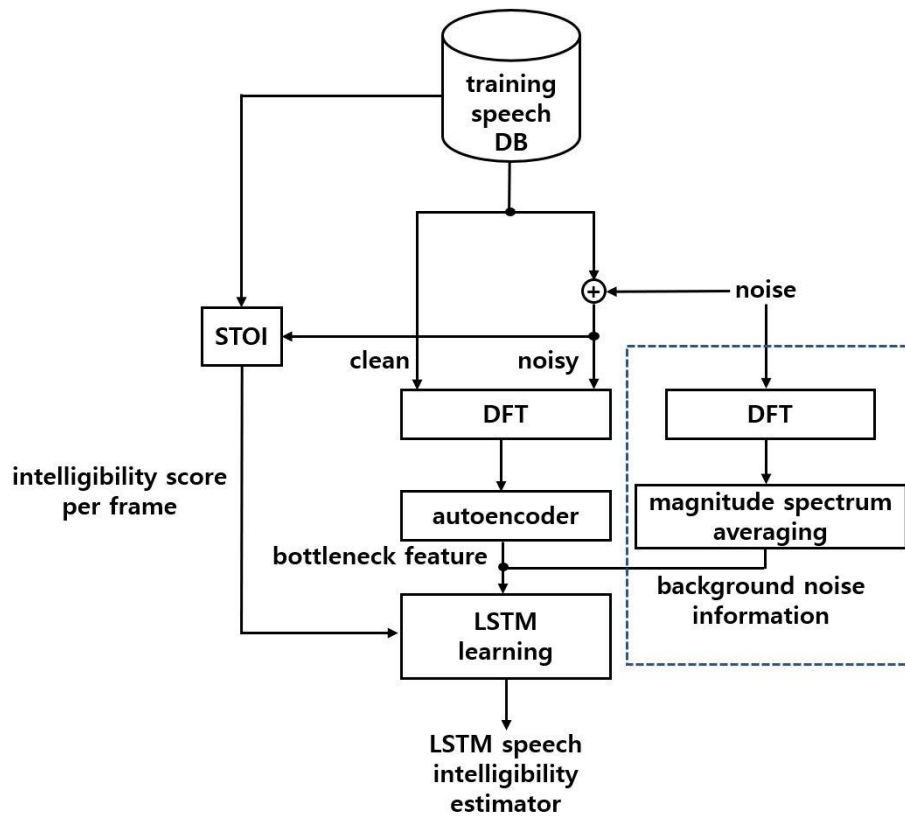 training
speech
DB
+
noise
STOI
clean
noisy
DFT
DFT
intelligibility score
per frame
autoencoder
magnitude spectrum
averaging
bottleneck feature
background noise
information
LSTM
learning
LSTM speech
intelligibility
estimator